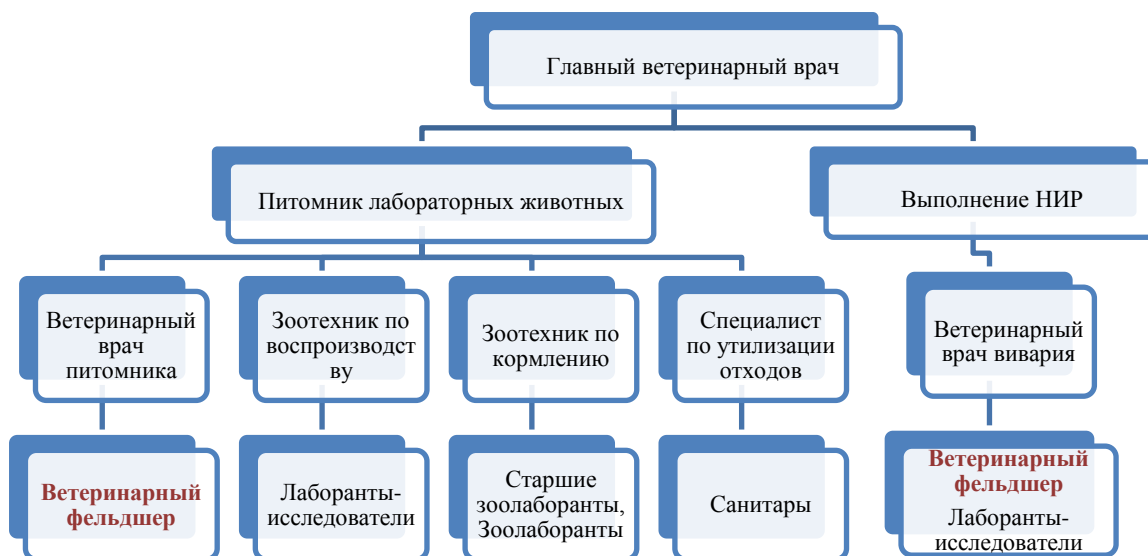 Главный ветеринарный врач
Питомник лабораторных животных
Выполнение НИР
Ветеринарный
врач
питомника
Зоотехник по
воспроизводст
ву
Зоотехник по
кормлению
Специалист
по утилизации
отходов
Ветеринарный
врач вивария
Ветеринарный
фельдшер
Лаборанты-
исследователи
Старшие
зоолаборанты,
Зоолаборанты
Санитары
Ветеринарный
фельдшер
Лаборанты-
исследователи